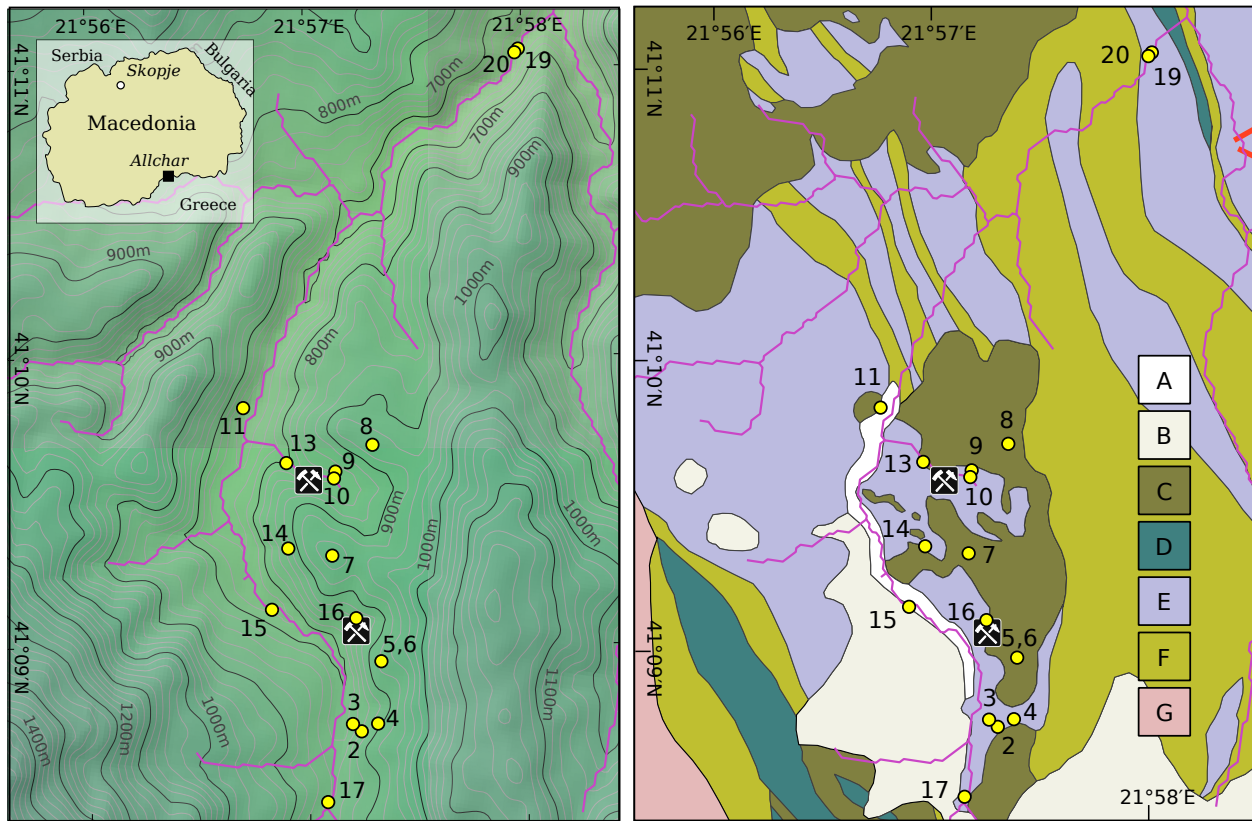 21°56′E
21°57′E
21°58′E
41°11′N
41°10′N
41°09′N
Serbia
Skopje
Bulgaria
Macedonia
Allchar
Greece
800m
700m
700m
900m
900m
1000m
900m
800m
900m
1000m
1000m
1100m
1000m
1200m
1400m
20
19
11
8
13
9
10
14
7
16
15
5,6
3
4
2
17
21°56′E
21°57′E
41°11′N
41°10′N
41°09′N
20
19
11
8
9
13
10
14
7
15
16
5,6
3
4
2
17
21°58′E
A
B
C
D
E
F
G